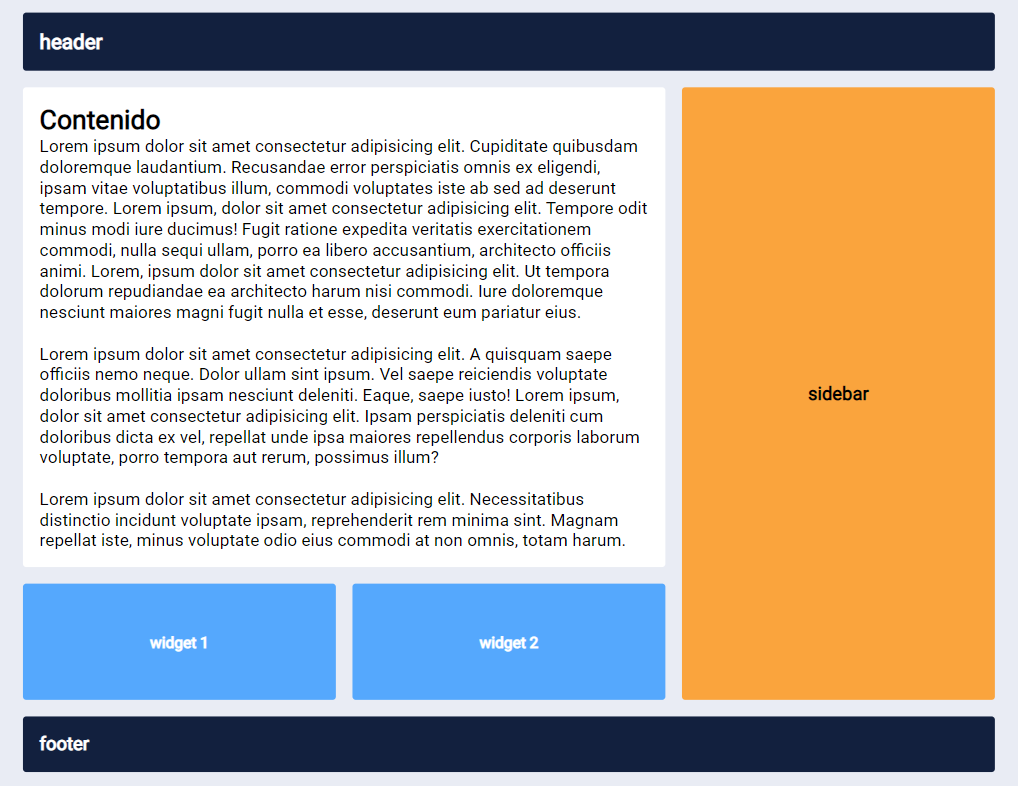 header
Contenido
Lorem ipsum dolor sit amet consectetur adipisicing elit. Cupiditate quibusdam
doloremque laudantium. Recusandae error perspiciatis omnis ex eligendi,
ipsam vitae voluptatibus illum, commodi voluptates iste ab sed ad deserunt
tempore. Lorem ipsum, dolor sit amet consectetur adipisicing elit. Tempore odit
minus modi iure ducimus! Fugit ratione expedita veritatis exercitationem
commodi, nulla sequi ullam, porro ea libero accusantium, architecto officiis
animi. Lorem, ipsum dolor sit amet consectetur adipisicing elit. Ut tempora
dolorum repudiandae ea architecto harum nisi commodi. Iure doloremque
nesciunt maiores magni fugit nulla et esse, deserunt eum pariatur eius.
Lorem ipsum dolor sit amet consectetur adipisicing elit. A quisquam saepe
officiis nemo neque. Dolor ullam sint ipsum. Vel saepe reiciendis voluptate
doloribus mollitia ipsam nesciunt deleniti. Eaque, saepe iusto! Lorem ipsum,
dolor sit amet consectetur adipisicing elit. Ipsam perspiciatis deleniti cum
doloribus dicta ex vel, repellat unde ipsa maiores repellendus corporis laborum
voluptate, porro tempora aut rerum, possimus illum?
Lorem ipsum dolor sit amet consectetur adipisicing elit. Necessitatibus
distinctio incidunt voluptate ipsam, reprehenderit rem minima sint. Magnam
repellat iste, minus voluptate odio eius commodi at non omnis, totam harum.
sidebar
widget 1
widget 2
footer